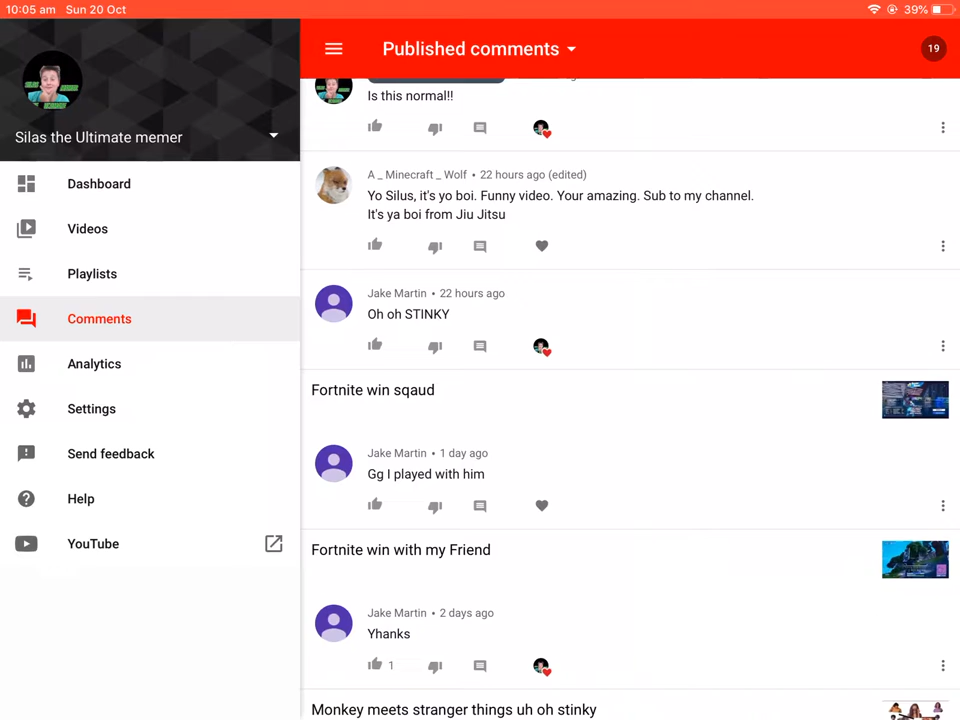 10:05 am Sun 20 Oct
39%
Silas the Ultimate memer
Dashboard
Videos
Playlists
Comments
Analytics
Settings
Send feedback
Help
YouTube
Published comments
19
Is this normal!!
A _ Minecraft _ Wolf • 22 hours ago (edited)
Yo Silus, it's yo boi. Funny video. Your amazing. Sub to my channel.
It's ya boi from Jiu Jitsu
Jake Martin • 22 hours ago
Oh oh STINKY
Fortnite win sqaud
Jake Martin • 1 day ago
Gg I played with him
Fortnite win with my Friend
Jake Martin • 2 days ago
Yhanks
1
Monkey meets stranger things uh oh stinky